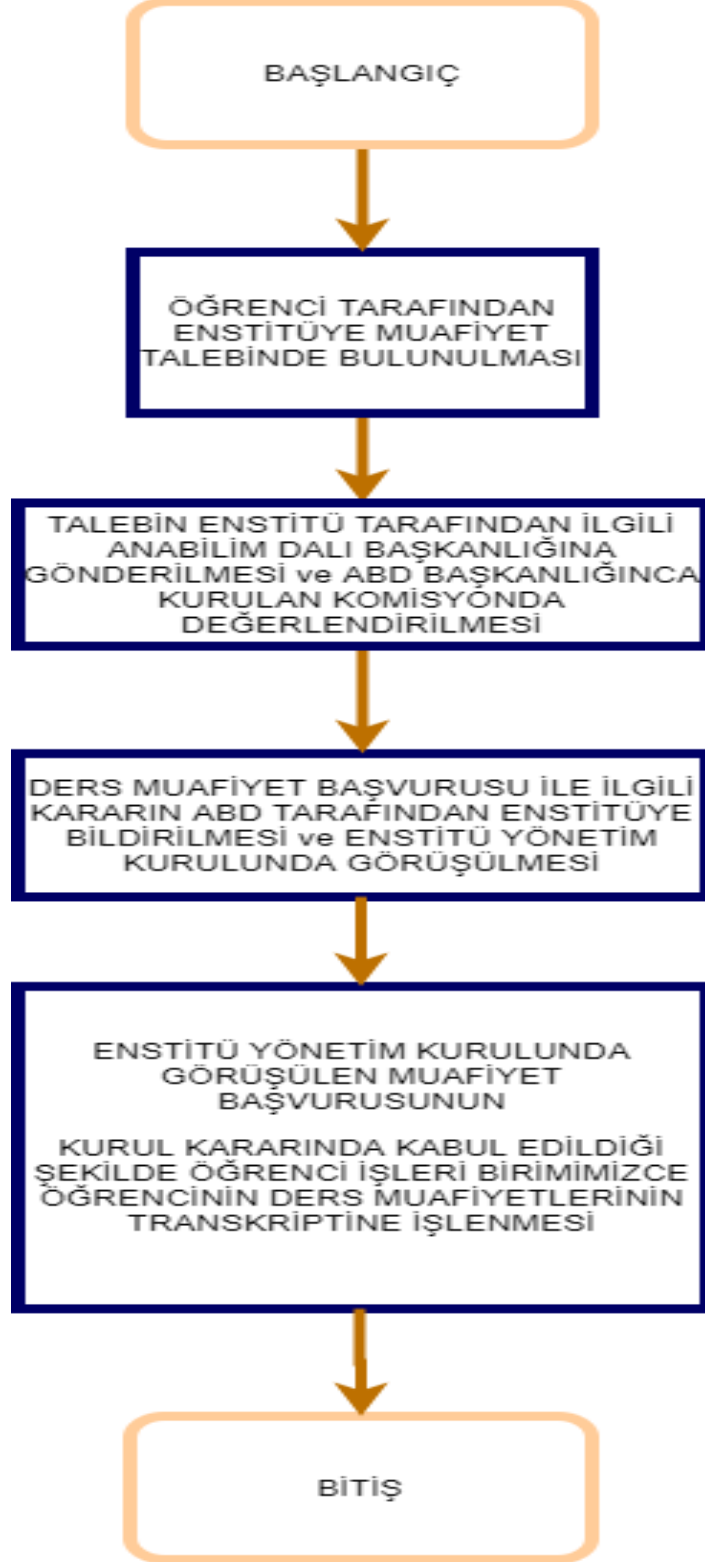 BAŞLANGIÇ
ÖĞRENCİ TARAFINDAN
ENSTİTÜYE MUAFİYET
TALEBİNDE BULUNULMASI
TALEBİN ENSTİTÜ TARAFINDAN İLGİLİ
ANABİLİM DALI BAŞKANLIĞINA
GÖNDERİLMESİ ve ABD BAŞKANLIĞINCA
KURULAN KOMİSYONDA
DEĞERLENDİRİLMESİ
DERS MUAFİYET BAŞVURUSU İLE İLGİLİ
KARARIN ABD TARAFINDAN ENSTİTÜYE
BİLDİRİLMESİ ve ENSTİTÜ YÖNETİM
KURULUNDA GÖRÜŞÜLMESİ
ENSTİTÜ YÖNETİM KURULUNDA
GÖRÜŞÜLEN MUAFİYET
BAŞVURUSUNUN
KURUL KARARINDA KABUL EDİLDİĞİ
ŞEKİLDE ÖĞRENCİ İŞLERİ BİRİMİMİZCE
ÖĞRENCİNİN DERS MUAFİYETLERİNİN
TRANSKRİPTİNE İŞLENMESİ
BİTİŞ